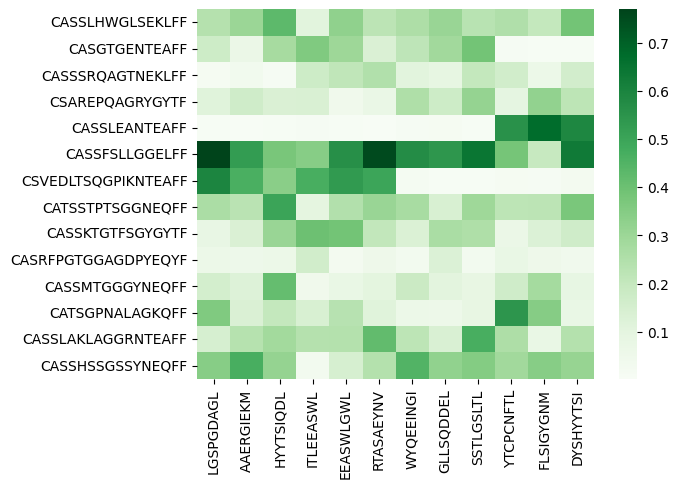 CASSLHWGLSEKLFF
CASGTGENTEAFF
CASSSRQAGTNEKLFF
CSAREPQAGRYGYTF
CASSLEANTEAFF
CASSFSLLGGELFF
CSVEDLTSQGPIKNTEAFF
CATSSTPTSGGNEQFF
CASSKTGTFSGYGYTF
CASRFPGTGGAGDPYEQYF
CASSMTGGGYNEQFF
CATSGPNALAGKQFF
CASSLAKLAGGRNTEAFF
CASSHSSGSSYNEQFF
LGSPGDAGL
AAERGIEKM
HYYTSIQDL
ITLEEASWL
EEASWLGWL
RTASAEYNV
WYQEEINGI
GLLSQDDEL
SSTLGSLTL
YTCPCNFTL
FLSIGYGNM
DYSHYYTSI
0.7
0.6
0.5
0.4
0.3
0.2
0.1